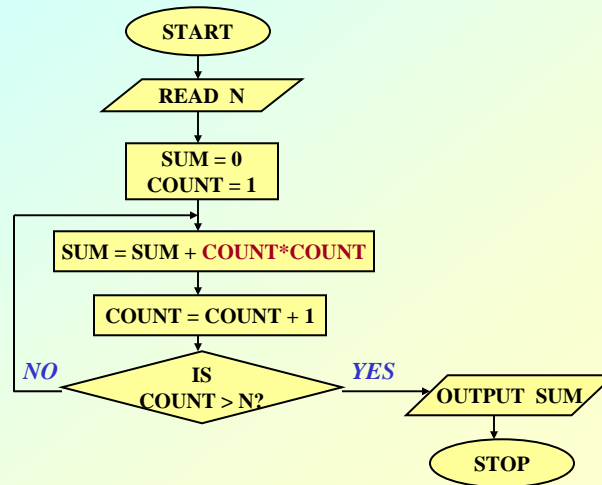 START
READ N
SUM = 0
COUNT = 1
SUM = SUM + COUNT*COUNT
COUNT = COUNT + 1
IS
COUNT > N?
NO
YES
OUTPUT SUM
STOP